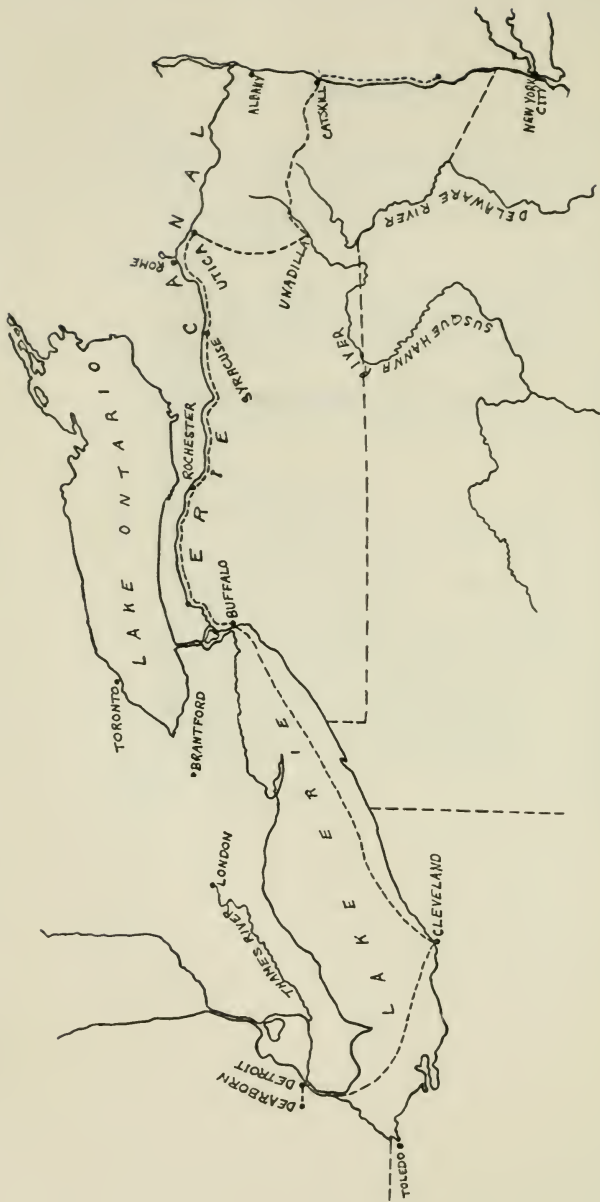 LAKE ONTARIO
TORONTO
BRANTFORD
ROME
UTICA
ALBANY
CATSKILL
NEW YORK
CITY
ERIE CANAL
SYRACUSE
ROCHESTER
BUFFALO
UNADILLA
DELAWARE RIVER
SUSQUEHANNA RIVER
LAKE ERIE
LONDON
THAMES RIVER
DETROIT
DEARBORN
CLEVELAND
TOLEDO